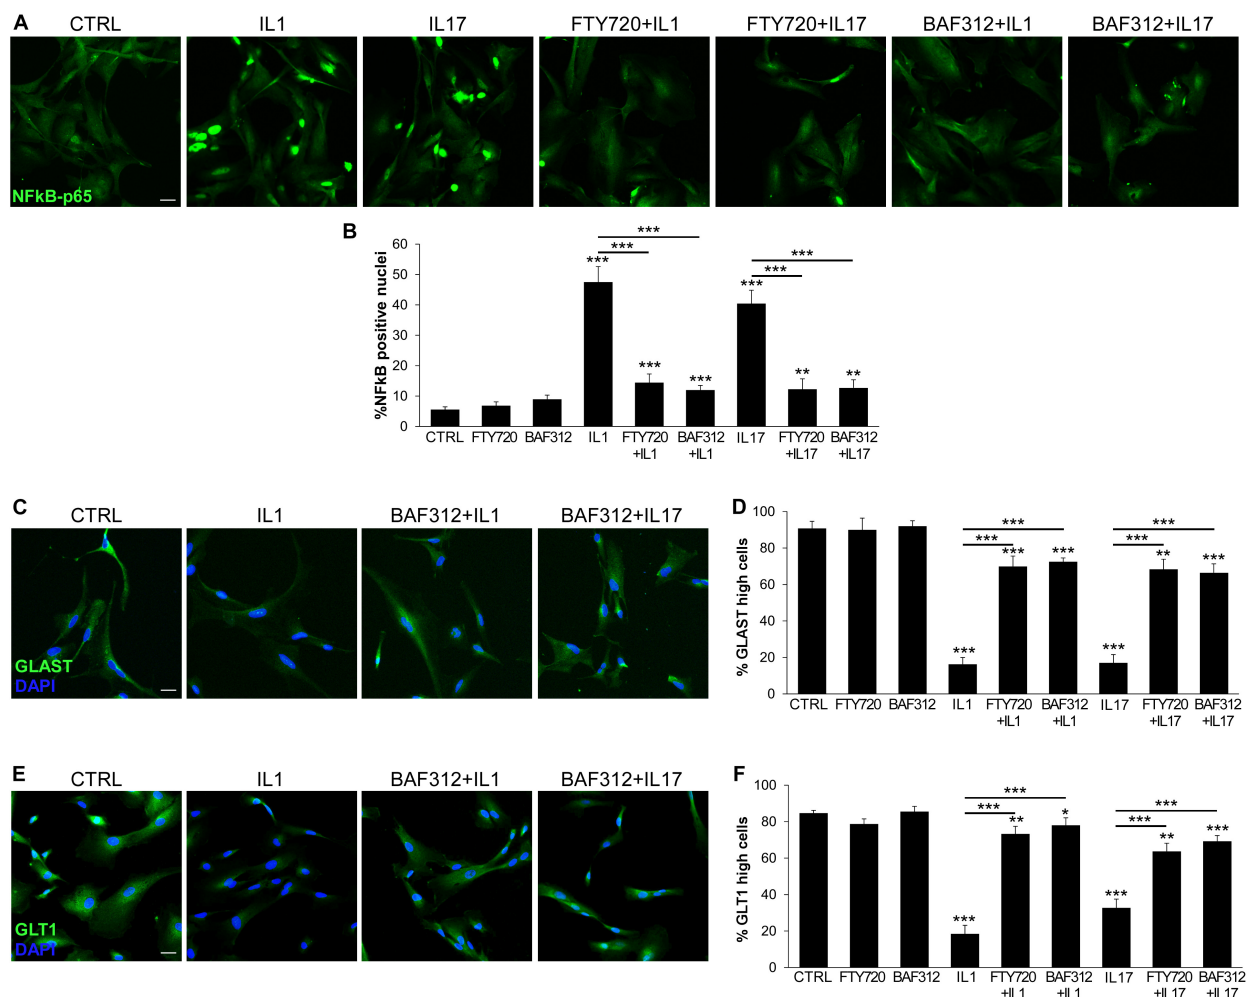 A
CTRL IL1 IL17 FTY720+IL1 FTY720+IL17 BAF312+IL1 BAF312+IL17
NFkB-p65
B
%NFkB positive nuclei
60
50
40
30
20
10
0
*** *** ***
*** *** ***
*** *** *** ** **
CTRL FTY720 BAF312 IL1 FTY720 BAF312 IL17 FTY720 BAF312
+IL1 +IL1 +IL17 +IL17
C
CTRL IL1 BAF312+IL1 BAF312+IL17
GLAST
DAPI
D
% GLAST high cells
100
80
60
40
20
0
*** ***
*** ***
*** *** ** ***
*** ***
CTRL FTY720 BAF312 IL1 FTY720 BAF312 IL17 FTY720 BAF312
+IL1 +IL1 +IL17 +IL17
E
CTRL IL1 BAF312+IL1 BAF312+IL17
GLT1
DAPI
F
% GLT1 high cells
100
80
60
40
20
0
*** ***
*** ***
** * ** ***
*** ***
CTRL FTY720 BAF312 IL1 FTY720 BAF312 IL17 FTY720 BAF312
+IL1 +IL1 +IL17 +IL17